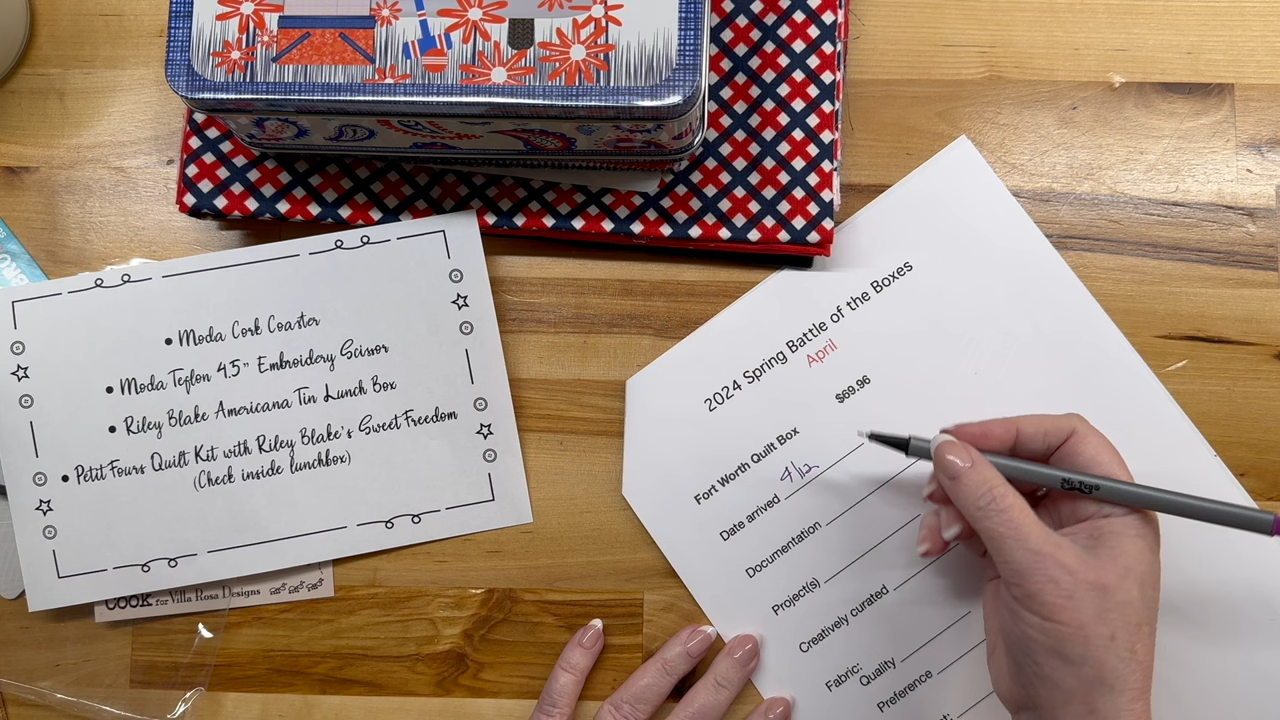 • Moda Cork Coaster
• Moda Teflon 4.5" Embroidery Scissor
• Riley Blake Americana Tin Lunch Box
• Petit Fours Quilt Kit with Riley Blake's Sweet Freedom
(Check inside lunchbox)
COOK for Villa Rosa Designs
2024 Spring Battle of the Boxes
April
$69.96
Fort Worth Quilt Box
Date arrived 4/12
Documentation
Project(s)
Creatively curated
Fabric:
Quality
Preference
Mr. Pen